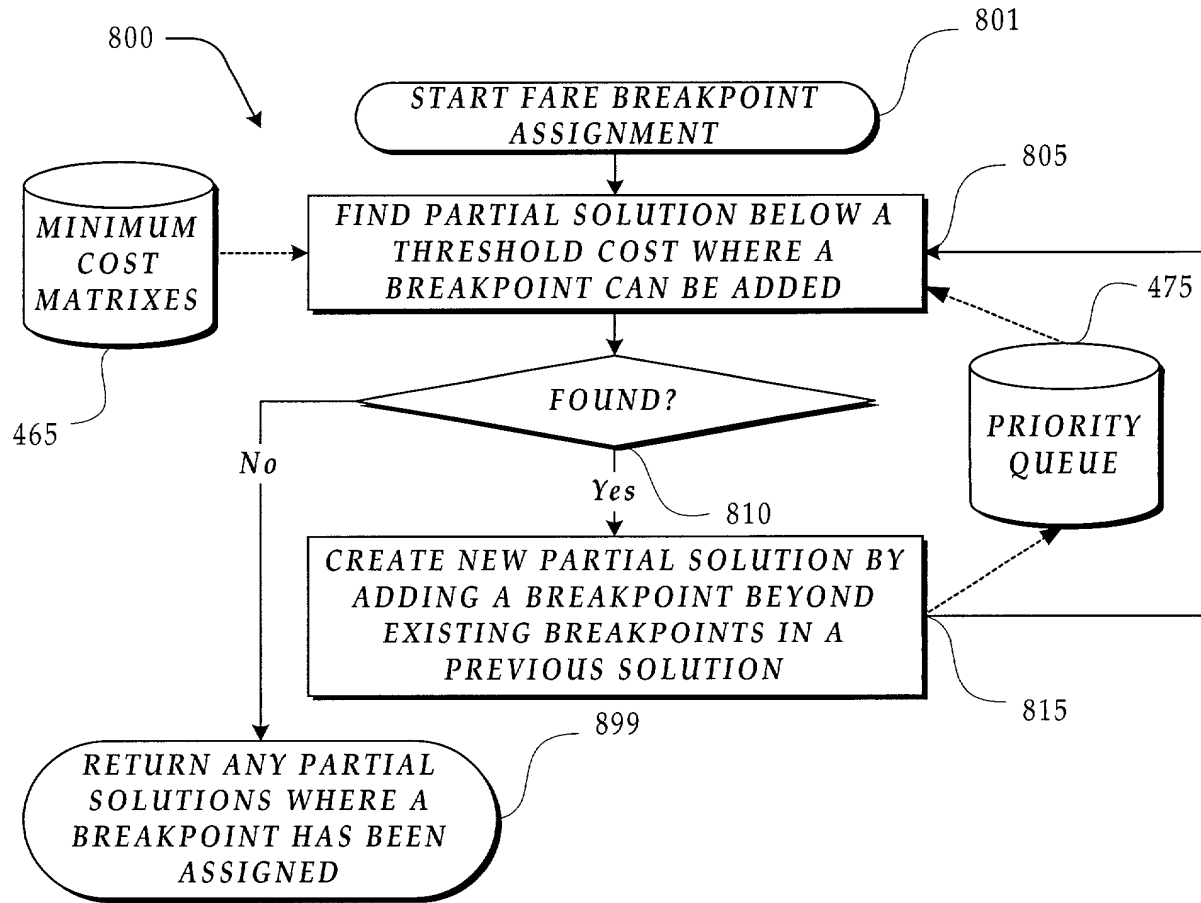 800
801
START FARE BREAKPOINT
ASSIGNMENT
805
MINIMUM
COST
MATRIXES
FIND PARTIAL SOLUTION BELOW A
THRESHOLD COST WHERE A
BREAKPOINT CAN BE ADDED
475
465
FOUND?
PRIORITY
QUEUE
No
Yes
810
CREATE NEW PARTIAL SOLUTION BY
ADDING A BREAKPOINT BEYOND
EXISTING BREAKPOINTS IN A
PREVIOUS SOLUTION
815
899
RETURN ANY PARTIAL
SOLUTIONS WHERE A
BREAKPOINT HAS BEEN
ASSIGNED